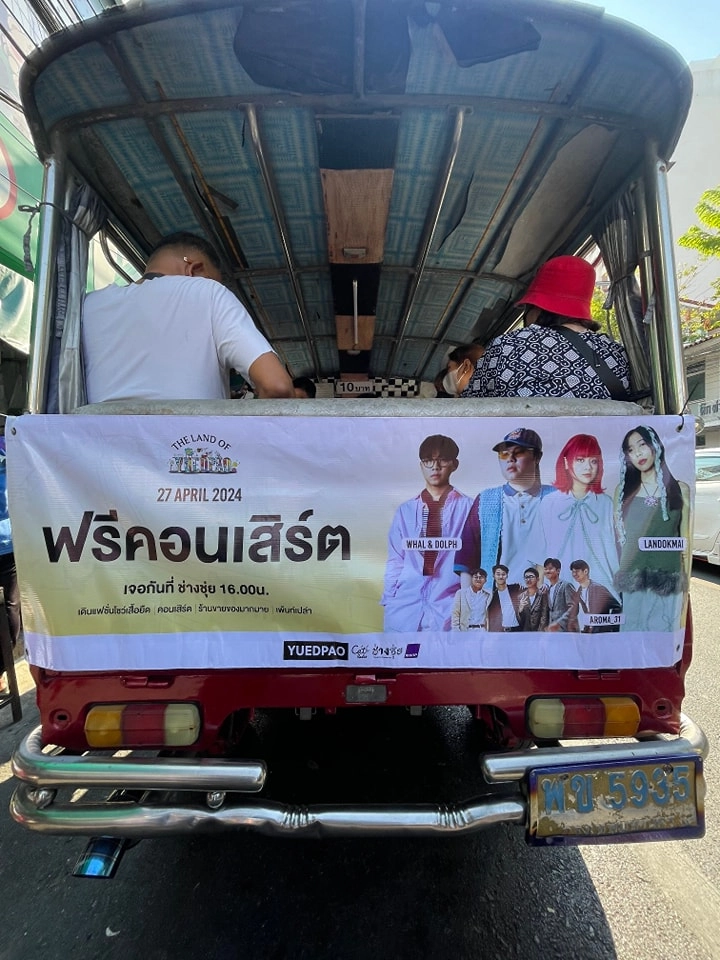 10 บาท
THE LAND OF
YUEDPAO
27 APRIL 2024
ฟรีคอนเสิร์ต
เจอกันที่ ช่างชุ่ย 16.00น.
เดินแฟชั่นโชว์เสื้อยืด | คอนเสิร์ต | ร้านขายของมากมาย | เพ้นท์เปล่า
WHAL & DOLPH
LANDOKMAI
AROMA_31
YUEDPAO
ช่างชุ่ย
พข 5935